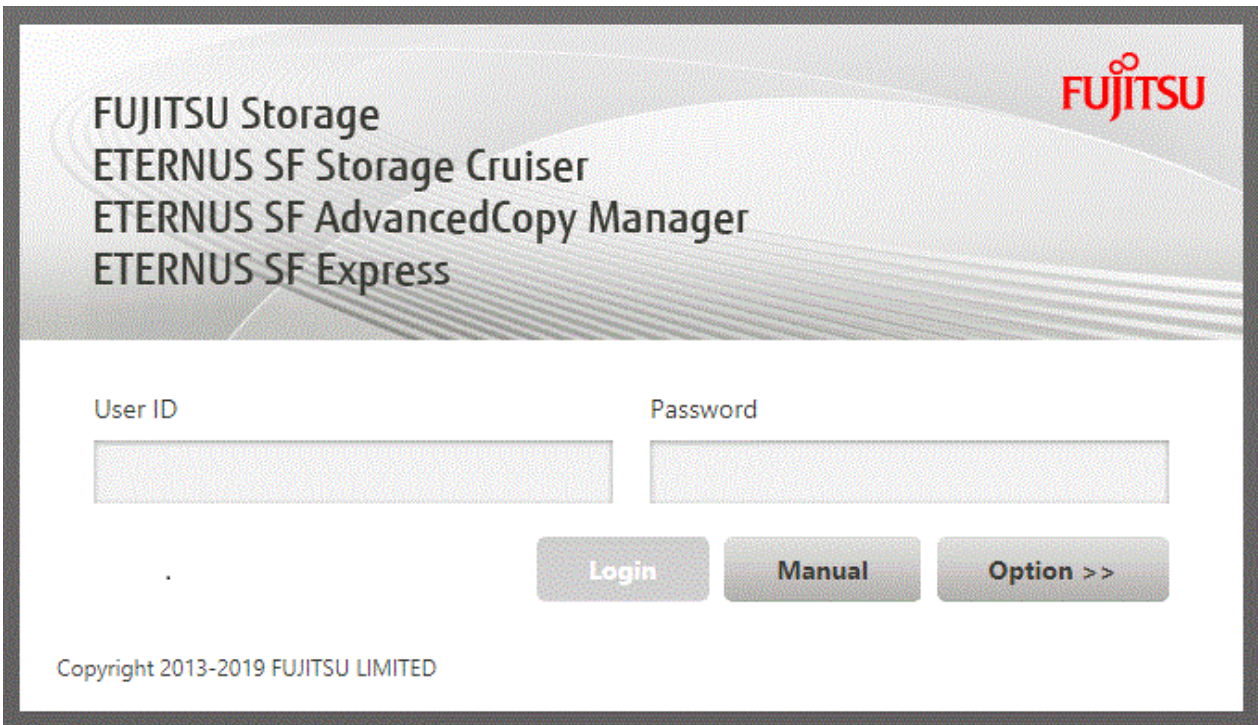 FUJITSU
FUJITSU Storage
ETERNUS SF Storage Cruiser
ETERNUS SF AdvancedCopy Manager
ETERNUS SF Express
User ID
Password
.
Login
Manual
Option >>
Copyright 2013-2019 FUJITSU LIMITED